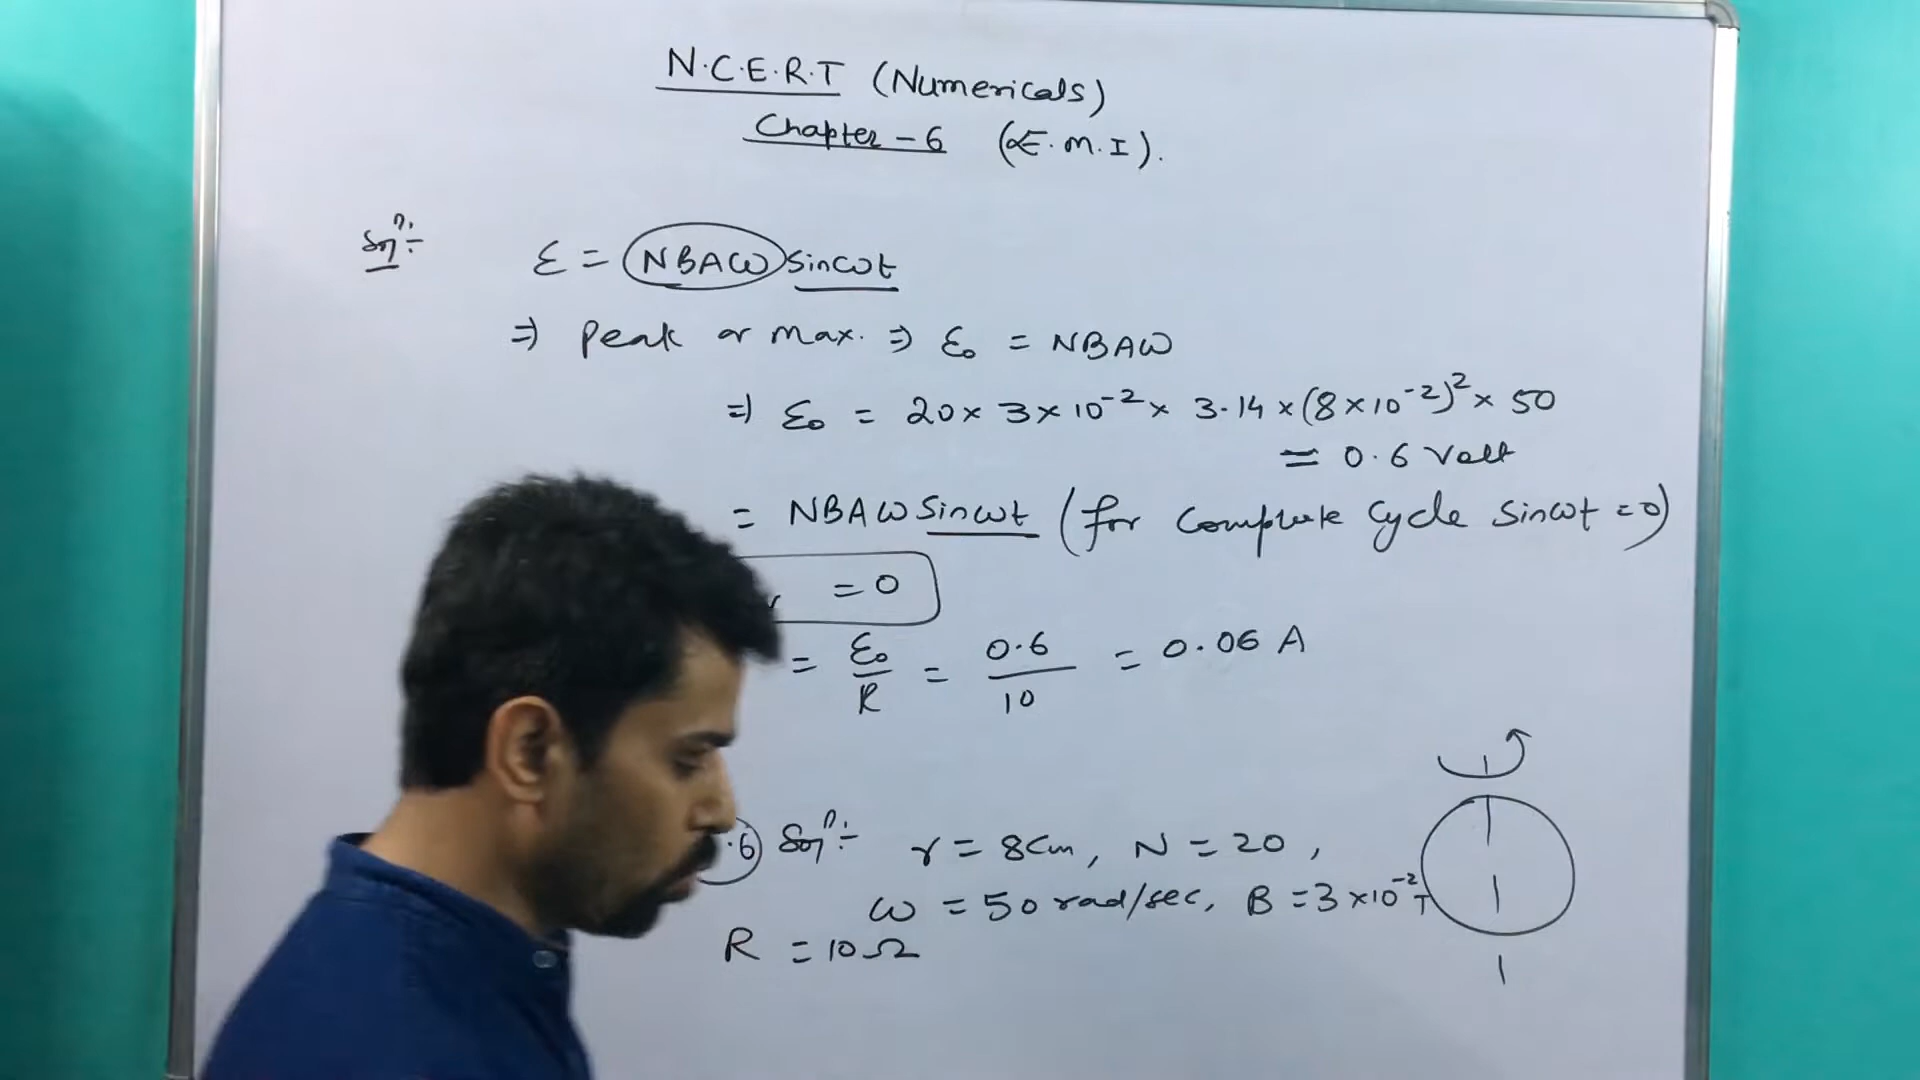 N.C.E.R.T (Numericals)
Chapter - 6 (E.M.I).
Solⁿ:-
ε = NBAω sinωt
⇒ Peak or max. ⇒ ε₀ = NBAω
⇒ ε₀ = 20 × 3 × 10⁻² × 3.14 × (8 × 10⁻²)² × 50
= 0.6 Volt
= NBAω Sinωt (for Complete Cycle Sinωt = 0)
= 0
= ε₀/R = 0.6/10 = 0.06 A
.6 Solⁿ:- r = 8cm, N = 20,
ω = 50 rad/sec, B = 3 × 10⁻² T
R = 10 Ω